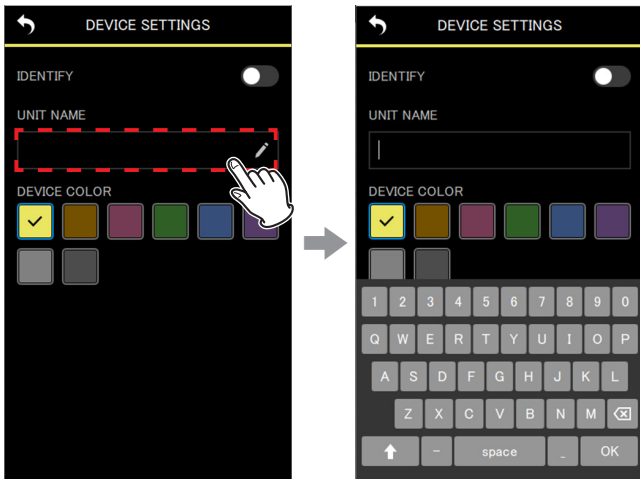 DEVICE SETTINGS
IDENTIFY
UNIT NAME
DEVICE COLOR
DEVICE SETTINGS
IDENTIFY
UNIT NAME
DEVICE COLOR
1 2 3 4 5 6 7 8 9 0
Q W E R T Y U I O P
A S D F G H J K L
Z X C V B N M
- space _ OK